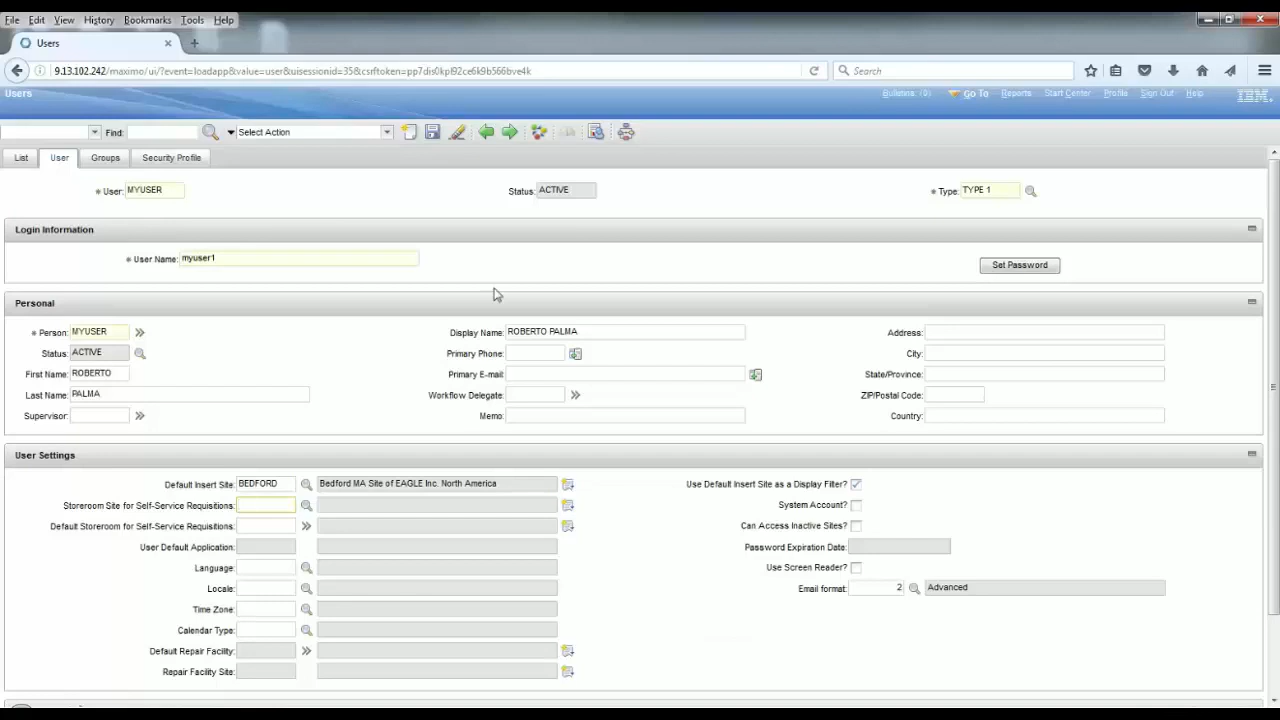 File Edit View History Bookmarks Tools Help
Users
9.13.102.242/maximo/ui/?event=loadapp&value=user&uisessionid=35&csrftoken=pp7dis0kpl92ce6k9b566bve4k
Search
Users Bulletins: (0) Go To Reports Start Center Profile Sign Out Help IBM.
Find: Select Action
List User Groups Security Profile
* User: MYUSER Status: ACTIVE * Type: TYPE 1
Login Information
* User Name: myuser1 Set Password
Personal
* Person: MYUSER Display Name: ROBERTO PALMA Address:
Status: ACTIVE Primary Phone: City:
First Name: ROBERTO Primary E-mail: State/Province:
Last Name: PALMA Workflow Delegate: ZIP/Postal Code:
Supervisor: Memo: Country:
User Settings
Default Insert Site: BEDFORD Bedford MA Site of EAGLE Inc. North America Use Default Insert Site as a Display Filter?
Storeroom Site for Self-Service Requisitions: System Account?
Default Storeroom for Self-Service Requisitions: Can Access Inactive Sites?
User Default Application: Password Expiration Date:
Language: Use Screen Reader?
Locale: Email format: 2 Advanced
Time Zone:
Calendar Type:
Default Repair Facility:
Repair Facility Site: